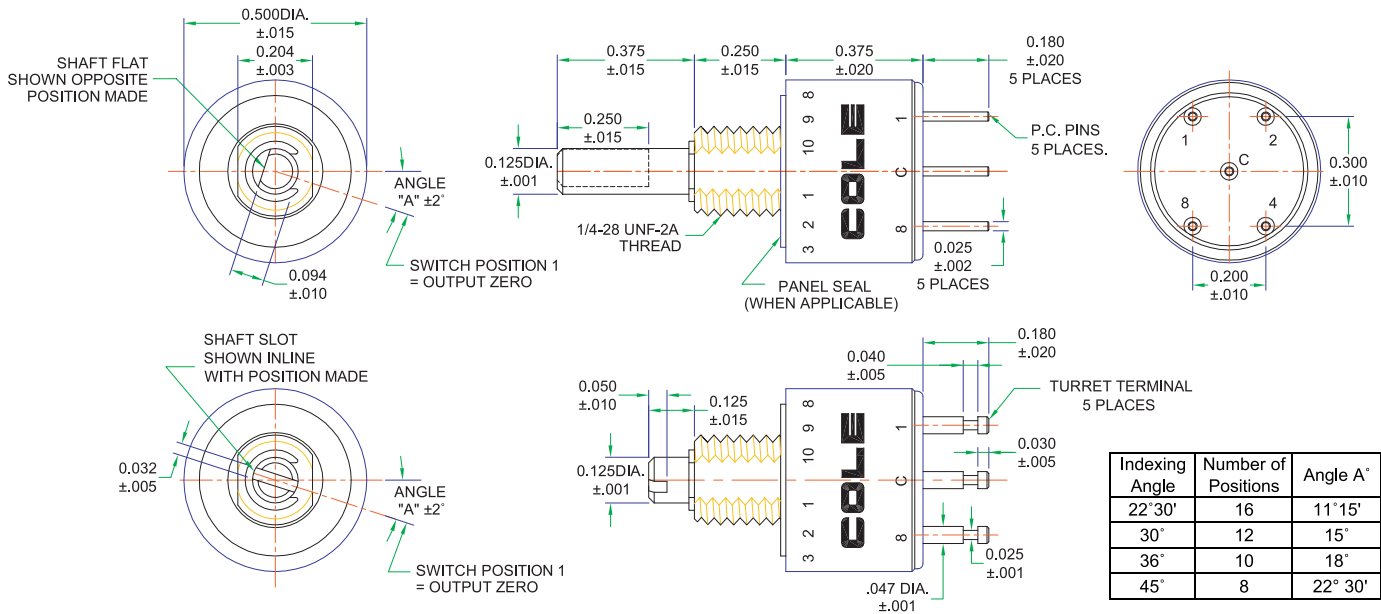 0.500DIA.
±.015
0.204
±.003
SHAFT FLAT
SHOWN OPPOSITE
POSITION MADE
ANGLE
"A" ±2°
SWITCH POSITION 1
= OUTPUT ZERO
0.094
±.010
0.375
±.015
0.250
±.015
0.375
±.020
0.180
±.020
5 PLACES
0.250
±.015
0.125DIA.
±.001
1/4-28 UNF-2A
THREAD
8
9
10
1
2
3
COLE
1
C
8
P.C. PINS
5 PLACES.
0.025
±.002
5 PLACES
PANEL SEAL
(WHEN APPLICABLE)
1
2
C
8
4
0.300
±.010
0.200
±.010
SHAFT SLOT
SHOWN INLINE
WITH POSITION MADE
0.032
±.005
ANGLE
"A" ±2°
SWITCH POSITION 1
= OUTPUT ZERO
0.050
±.010
0.125
±.015
0.125DIA.
±.001
8
9
10
1
2
3
COLE
1
C
8
0.180
±.020
0.040
±.005
TURRET TERMINAL
5 PLACES
0.030
±.005
0.025
±.001
.047 DIA.
±.001
Indexing Angle Number of Positions Angle A°
22°30' 16 11°15'
30° 12 15°
36° 10 18°
45° 8 22° 30'